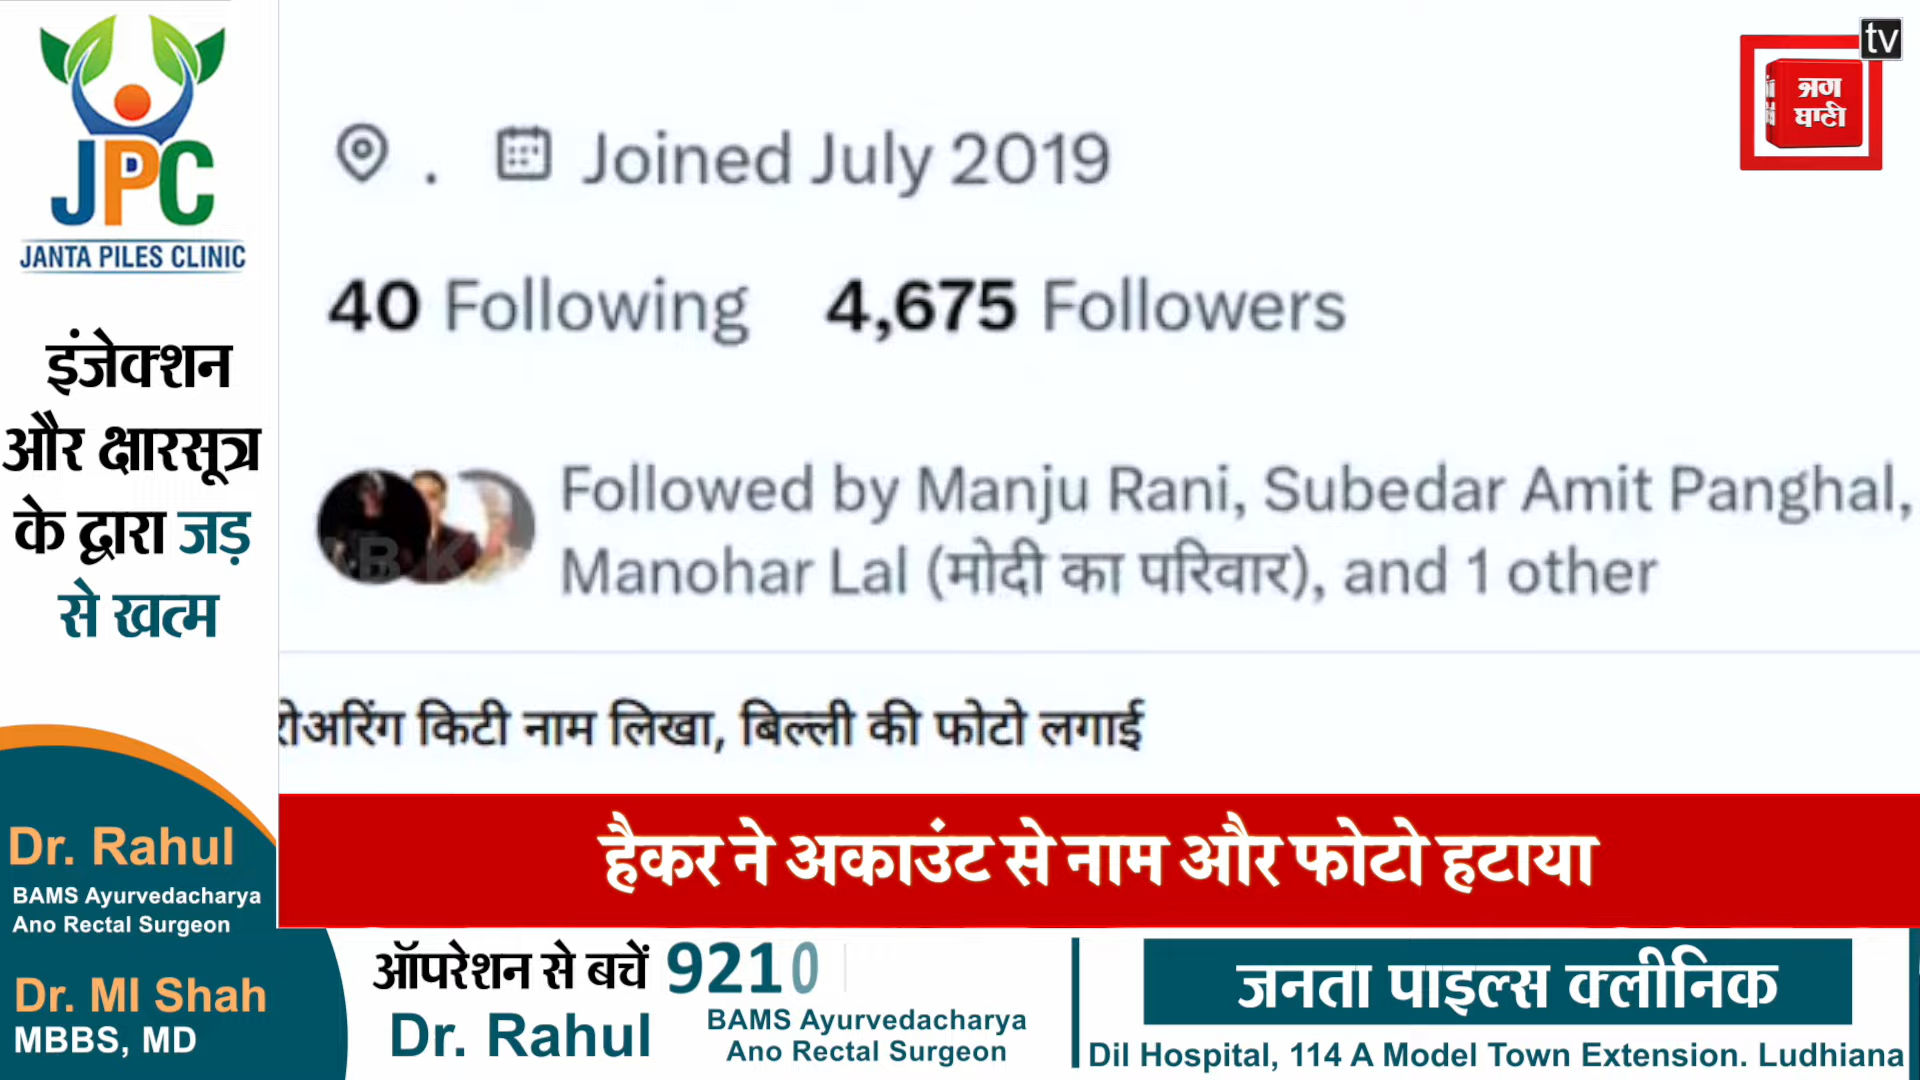 JPC
JANTA PILES CLINIC
इंजेक्शन
और क्षारसूत्र
के द्वारा जड़
से खत्म
Dr. Rahul
BAMS Ayurvedacharya
Ano Rectal Surgeon
Dr. MI Shah
MBBS, MD
tv
. Joined July 2019
40 Following 4,675 Followers
Followed by Manju Rani, Subedar Amit Panghal,
Manohar Lal (मोदी का परिवार), and 1 other
रोअरिंग किटी नाम लिखा, बिल्ली की फोटो लगाई
हैकर ने अकाउंट से नाम और फोटो हटाया
ऑपरेशन से बचें 9210
Dr. Rahul
BAMS Ayurvedacharya
Ano Rectal Surgeon
जनता पाइल्स क्लीनिक
Dil Hospital, 114 A Model Town Extension. Ludhiana